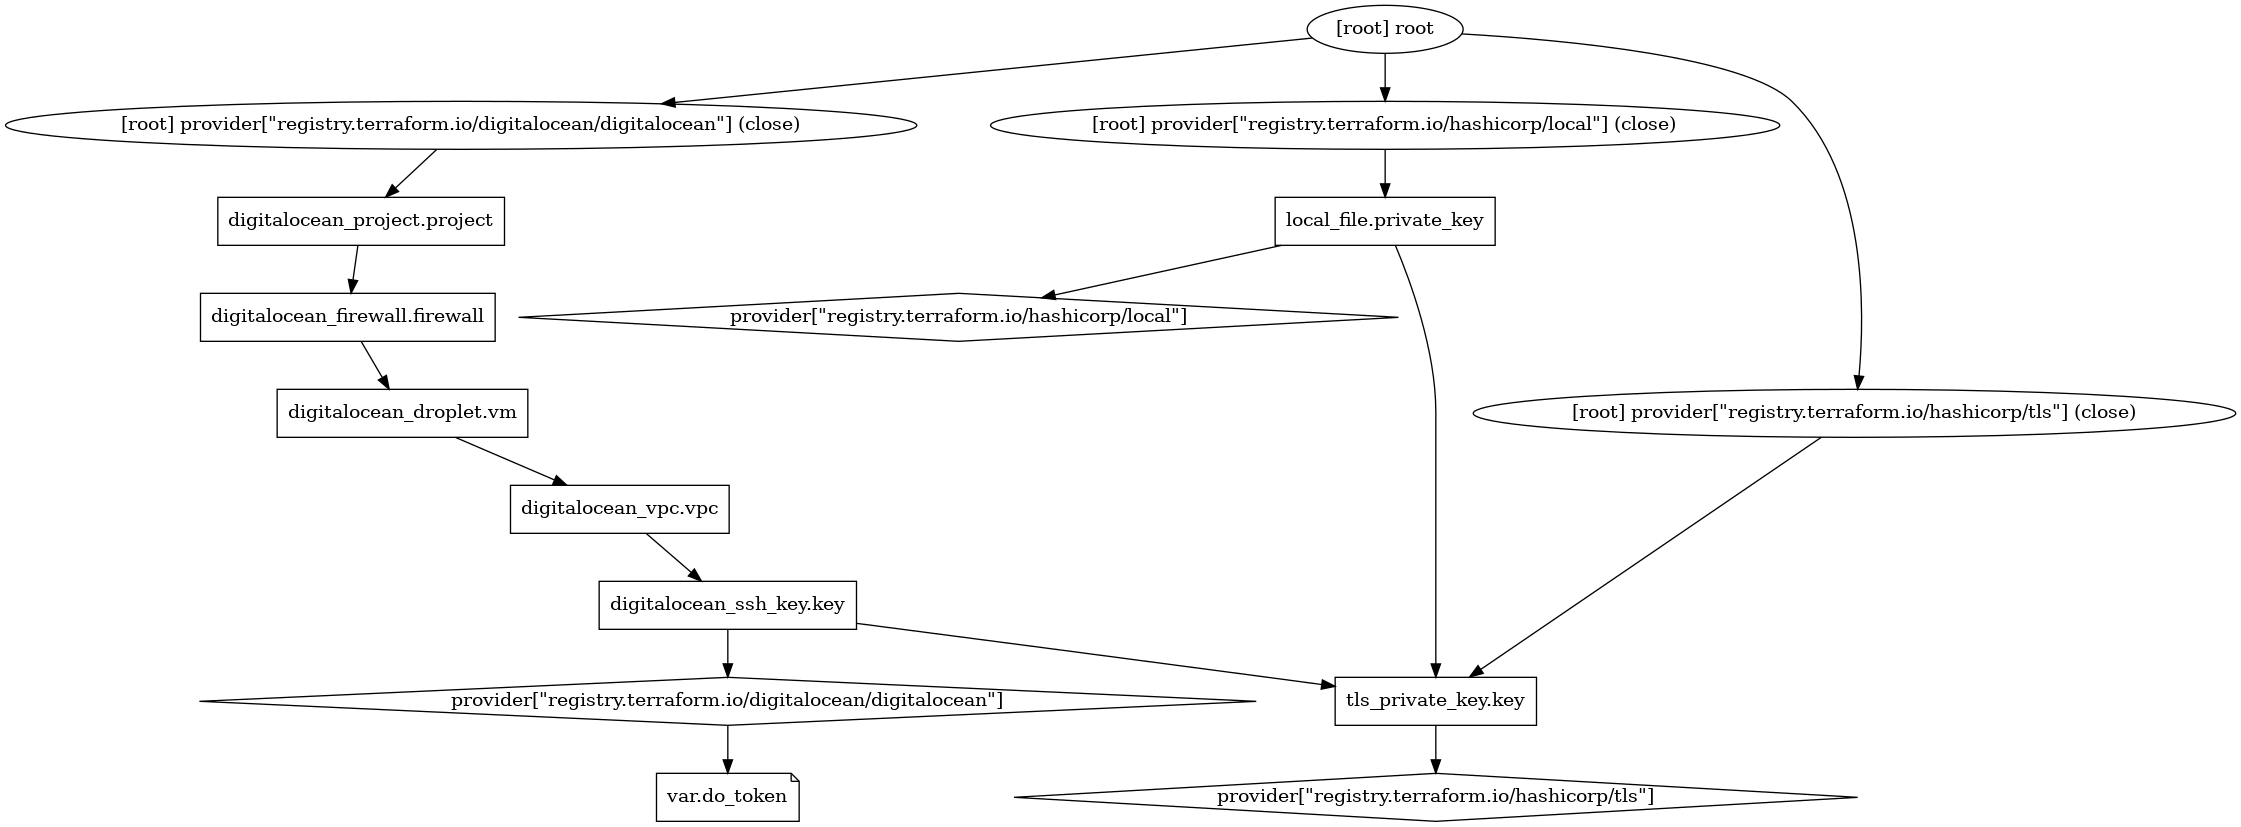 [root] root
[root] provider["registry.terraform.io/digitalocean/digitalocean"] (close)
[root] provider["registry.terraform.io/hashicorp/local"] (close)
digitalocean_project.project
local_file.private_key
digitalocean_firewall.firewall
provider["registry.terraform.io/hashicorp/local"]
digitalocean_droplet.vm
[root] provider["registry.terraform.io/hashicorp/tls"] (close)
digitalocean_vpc.vpc
digitalocean_ssh_key.key
provider["registry.terraform.io/digitalocean/digitalocean"]
tls_private_key.key
var.do_token
provider["registry.terraform.io/hashicorp/tls"]